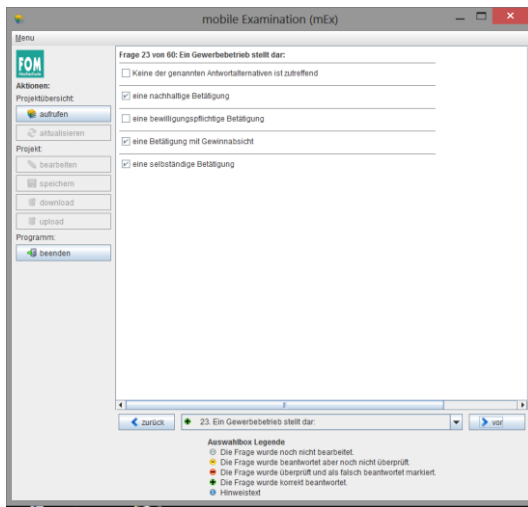 mobile Examination (mEx)
Menu
FOM
Hochschule
Aktionen:
Projektübersicht:
aufrufen
aktualisieren
Projekt:
bearbeiten
speichern
download
upload
Programm:
beenden
Frage 23 von 60: Ein Gewerbebetrieb stellt dar:
Keine der genannten Antwortalternativen ist zutreffend
eine nachhaltige Betätigung
eine bewilligungspflichtige Betätigung
eine Betätigung mit Gewinnabsicht
eine selbständige Betätigung
zurück
23. Ein Gewerbebetrieb stellt dar:
vor
Auswahlbox Legende
Die Frage wurde noch nicht bearbeitet.
Die Frage wurde beantwortet aber noch nicht überprüft.
Die Frage wurde überprüft und als falsch beantwortet markiert.
Die Frage wurde korrekt beantwortet.
Hinweistext